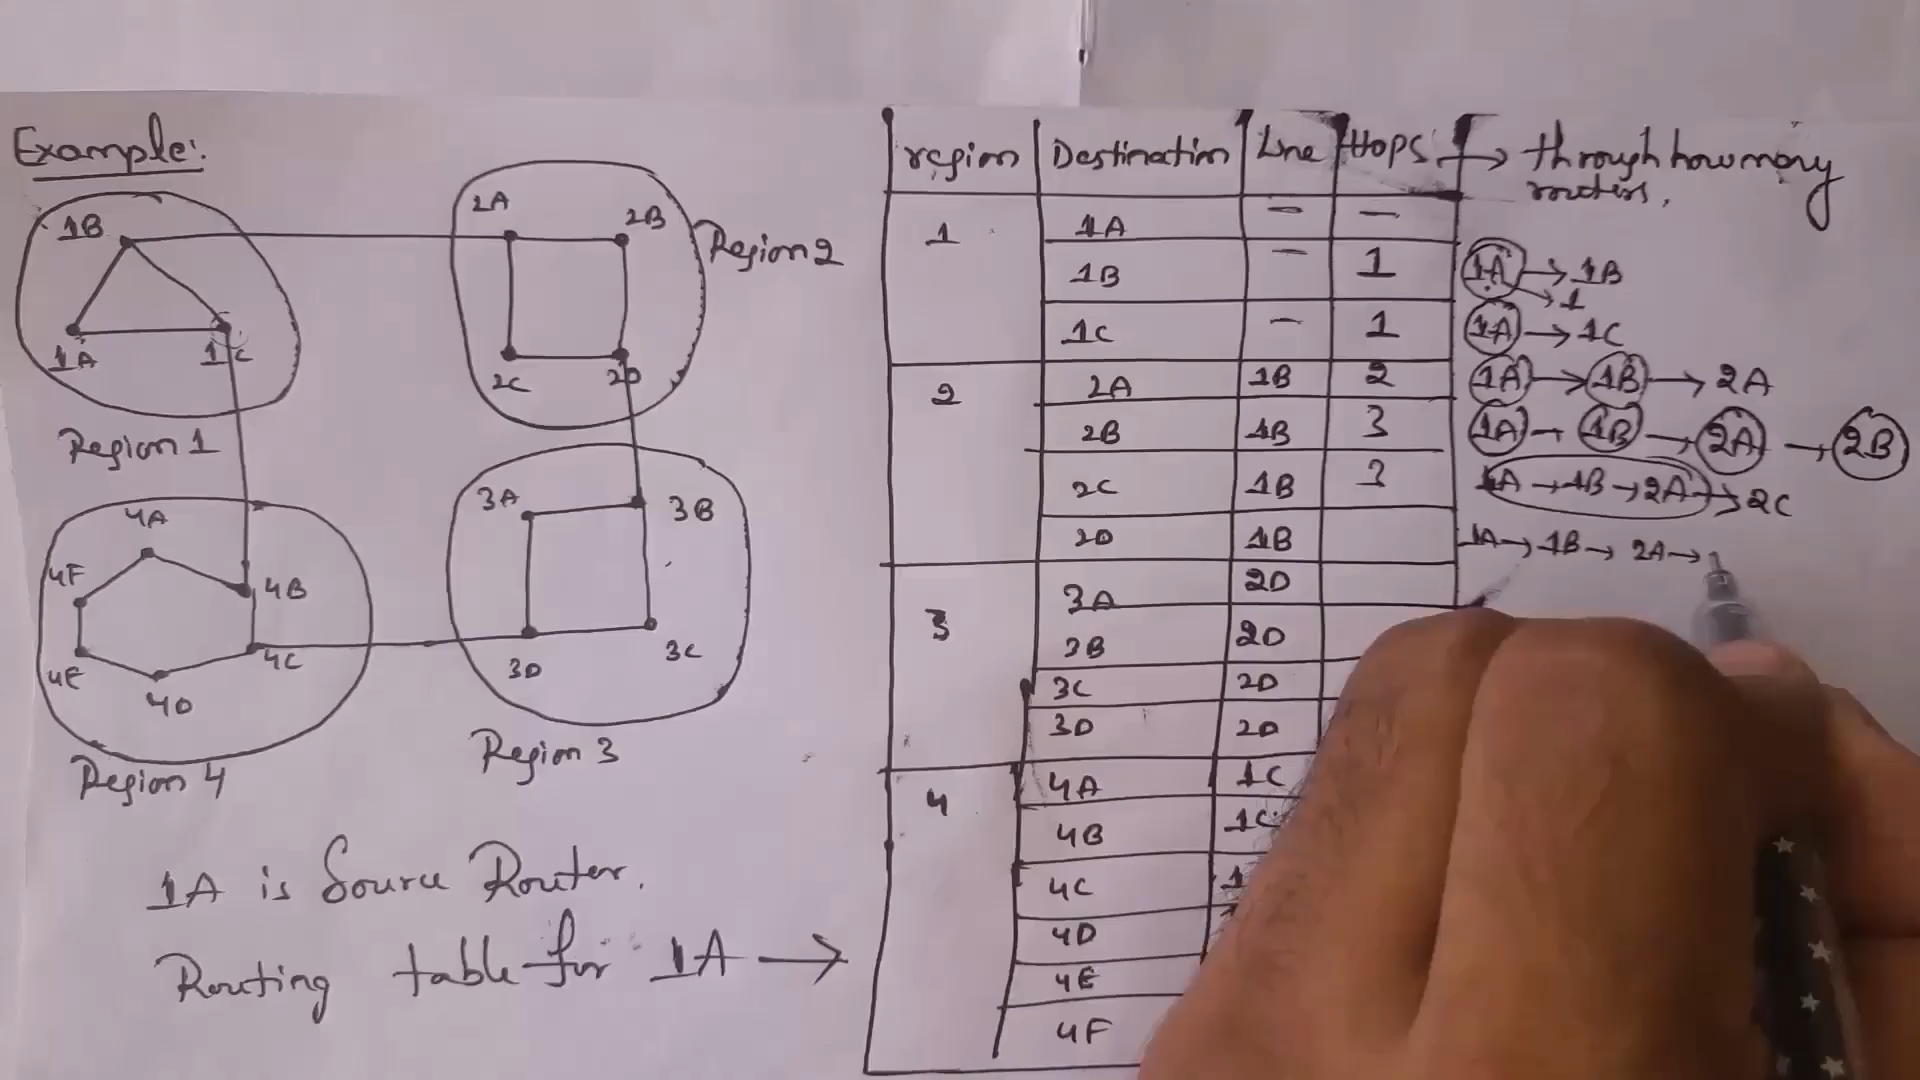 Example:
1B
1A
1C
Region 1
2A
2B
2C
2D
Region 2
3A
3B
3D
3C
Region 3
4A
4F
4B
4E
4C
4D
Region 4
1A is Source Router.
Routing table for 1A →
region Destination Line Hops → through how many
routers.
1 1A — —
1B — 1 1A → 1B
→ 1
1C — 1 1A → 1C
2 2A 1B 2 1A → 1B → 2A
2B 1B 3 1A → 1B → 2A → 2B
2C 1B 3 1A → 1B → 2A → 2C
2D 1B 1A → 1B → 2A →
3 3A 2D
3B 2D
3C 2D
3D 2D
4 4A 1C
4B 1C
4C 1
4D
4E
4F